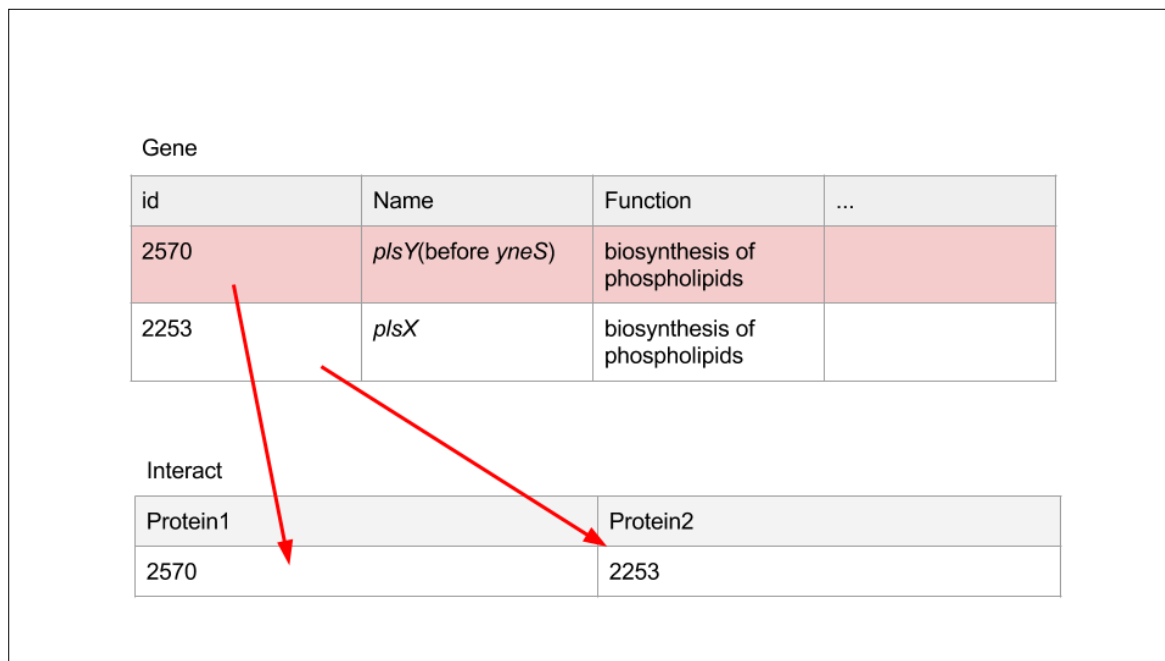 Gene
id Name Function ...
2570 plsY(before yneS) biosynthesis of
phospholipids
2253 plsX biosynthesis of
phospholipids
Interact
Protein1 Protein2
2570 2253